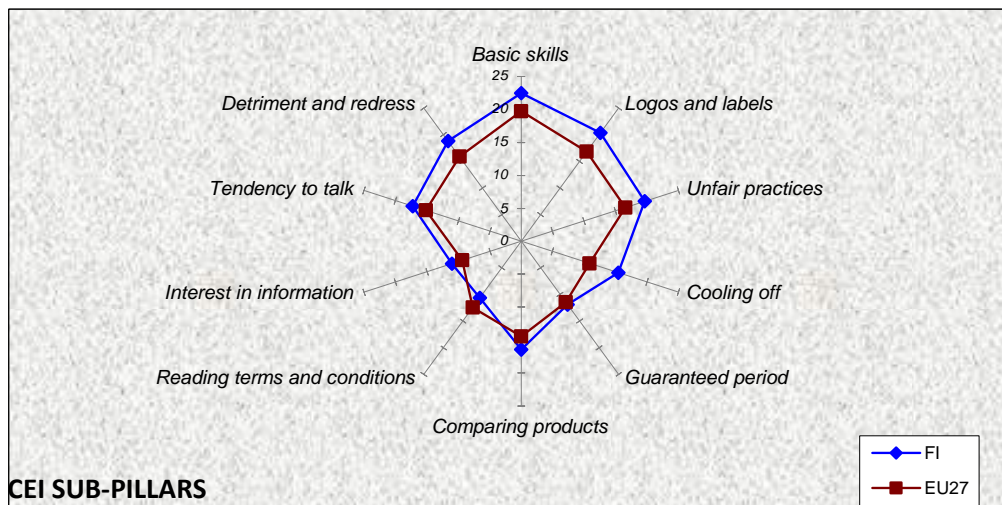 Basic skills
25
Detriment and redress
20
Logos and labels
15
Tendency to talk
10
Unfair practices
5
0
Interest in information
Cooling off
Reading terms and conditions
Guaranteed period
Comparing products
FI
CEI SUB-PILLARS
EU27